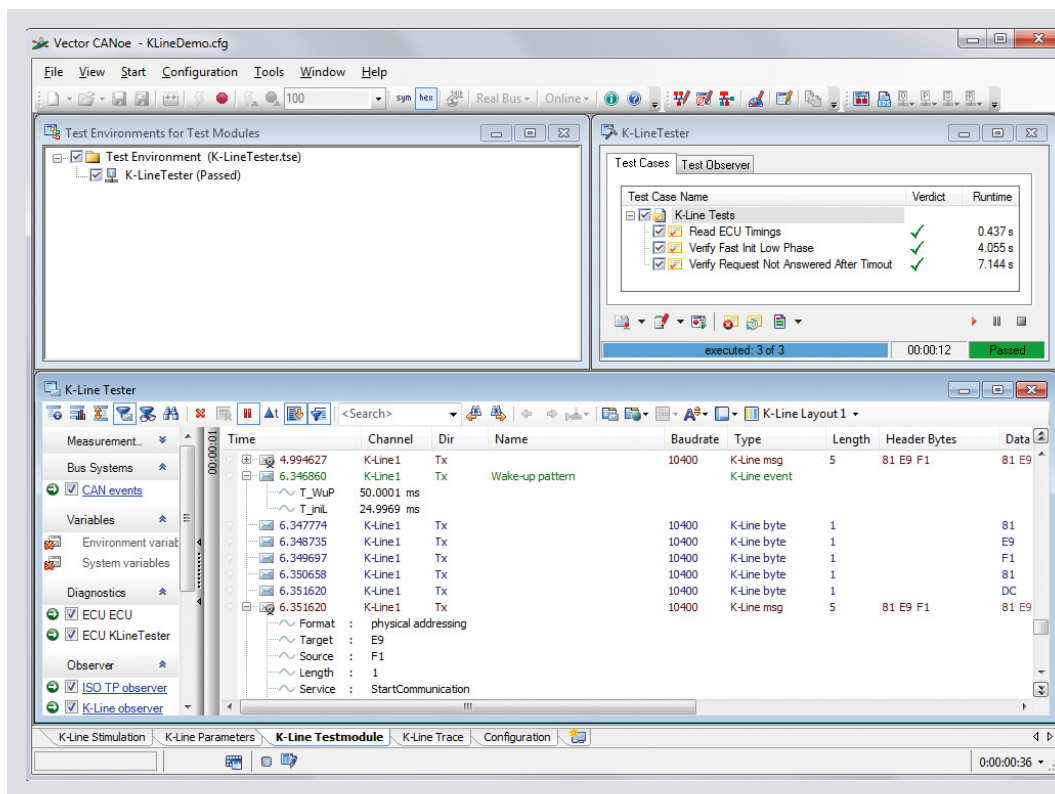 Vector CANoe - KLineDemo.cfg
File View Start Configuration Tools Window Help
100 sym hex Real Bus Online
Test Environments for Test Modules
Test Environment (K-LineTester.tse)
K-LineTester (Passed)
K-LineTester
Test Cases Test Observer
Test Case Name Verdict Runtime
K-Line Tests
Read ECU Timings 0.437 s
Verify Fast Init Low Phase 4.055 s
Verify Request Not Answered After Timout 7.144 s
executed: 3 of 3 00:00:12 Passed
K-Line Tester
<Search> K-Line Layout 1
Measurement...
Bus Systems
CAN events
Variables
Environment variat
System variables
Diagnostics
ECU ECU
ECU KLineTester
Observer
ISO TP observer
K-Line observer
00:00:01
Time Channel Dir Name Baudrate Type Length Header Bytes Data
4.994627 K-Line1 Tx 10400 K-Line msg 5 81 E9 F1 81 E9
6.346860 K-Line1 Tx Wake-up pattern K-Line event
T_WuP 50.0001 ms
T_iniL 24.9969 ms
6.347774 K-Line1 Tx 10400 K-Line byte 1 81
6.348735 K-Line1 Tx 10400 K-Line byte 1 E9
6.349697 K-Line1 Tx 10400 K-Line byte 1 F1
6.350658 K-Line1 Tx 10400 K-Line byte 1 81
6.351620 K-Line1 Tx 10400 K-Line byte 1 DC
6.351620 K-Line1 Tx 10400 K-Line msg 5 81 E9 F1 81 E9
Format : physical addressing
Target : E9
Source : F1
Length : 1
Service : StartCommunication
K-Line Stimulation K-Line Parameters K-Line Testmodule K-Line Trace Configuration
0:00:00:36